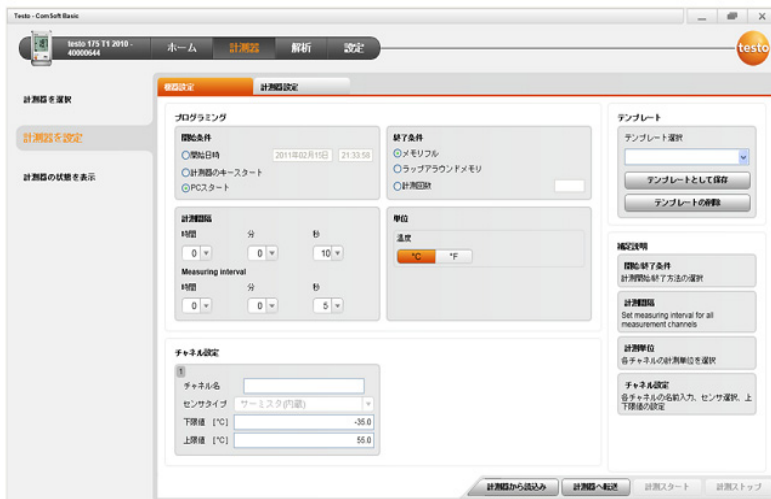 Testo - ComSoft Basic
testo 175 T1 2010 -
40000644
ホーム 計測器 解析 設定
testo
機器設定 計測器設定
計測器を選択
計測器を設定
計測器の状態を表示
プログラミング
開始条件
開始日時 2011年02月15日 21:33:58
計測器のキースタート
PCスタート
終了条件
メモリフル
ラップアラウンドメモリ
計測回数
計測間隔
時間 分 秒
0 0 10
Measuring interval
時間 分 秒
0 0 5
単位
温度
°C °F
チャネル設定
1
チャネル名
センサタイプ サーミスタ(内蔵)
下限値 [°C] -35.0
上限値 [°C] 55.0
テンプレート
テンプレート選択
テンプレートとして保存
テンプレートの削除
補足説明
開始/終了条件
計測開始/終了方法の選択
計測間隔
Set measuring interval for all
measurement channels
計測単位
各チャネルの計測単位を選択
チャネル設定
各チャネルの名前入力、センサ選択、上
下限値の設定
計測器から読込み 計測器へ転送 計測スタート 計測ストップ